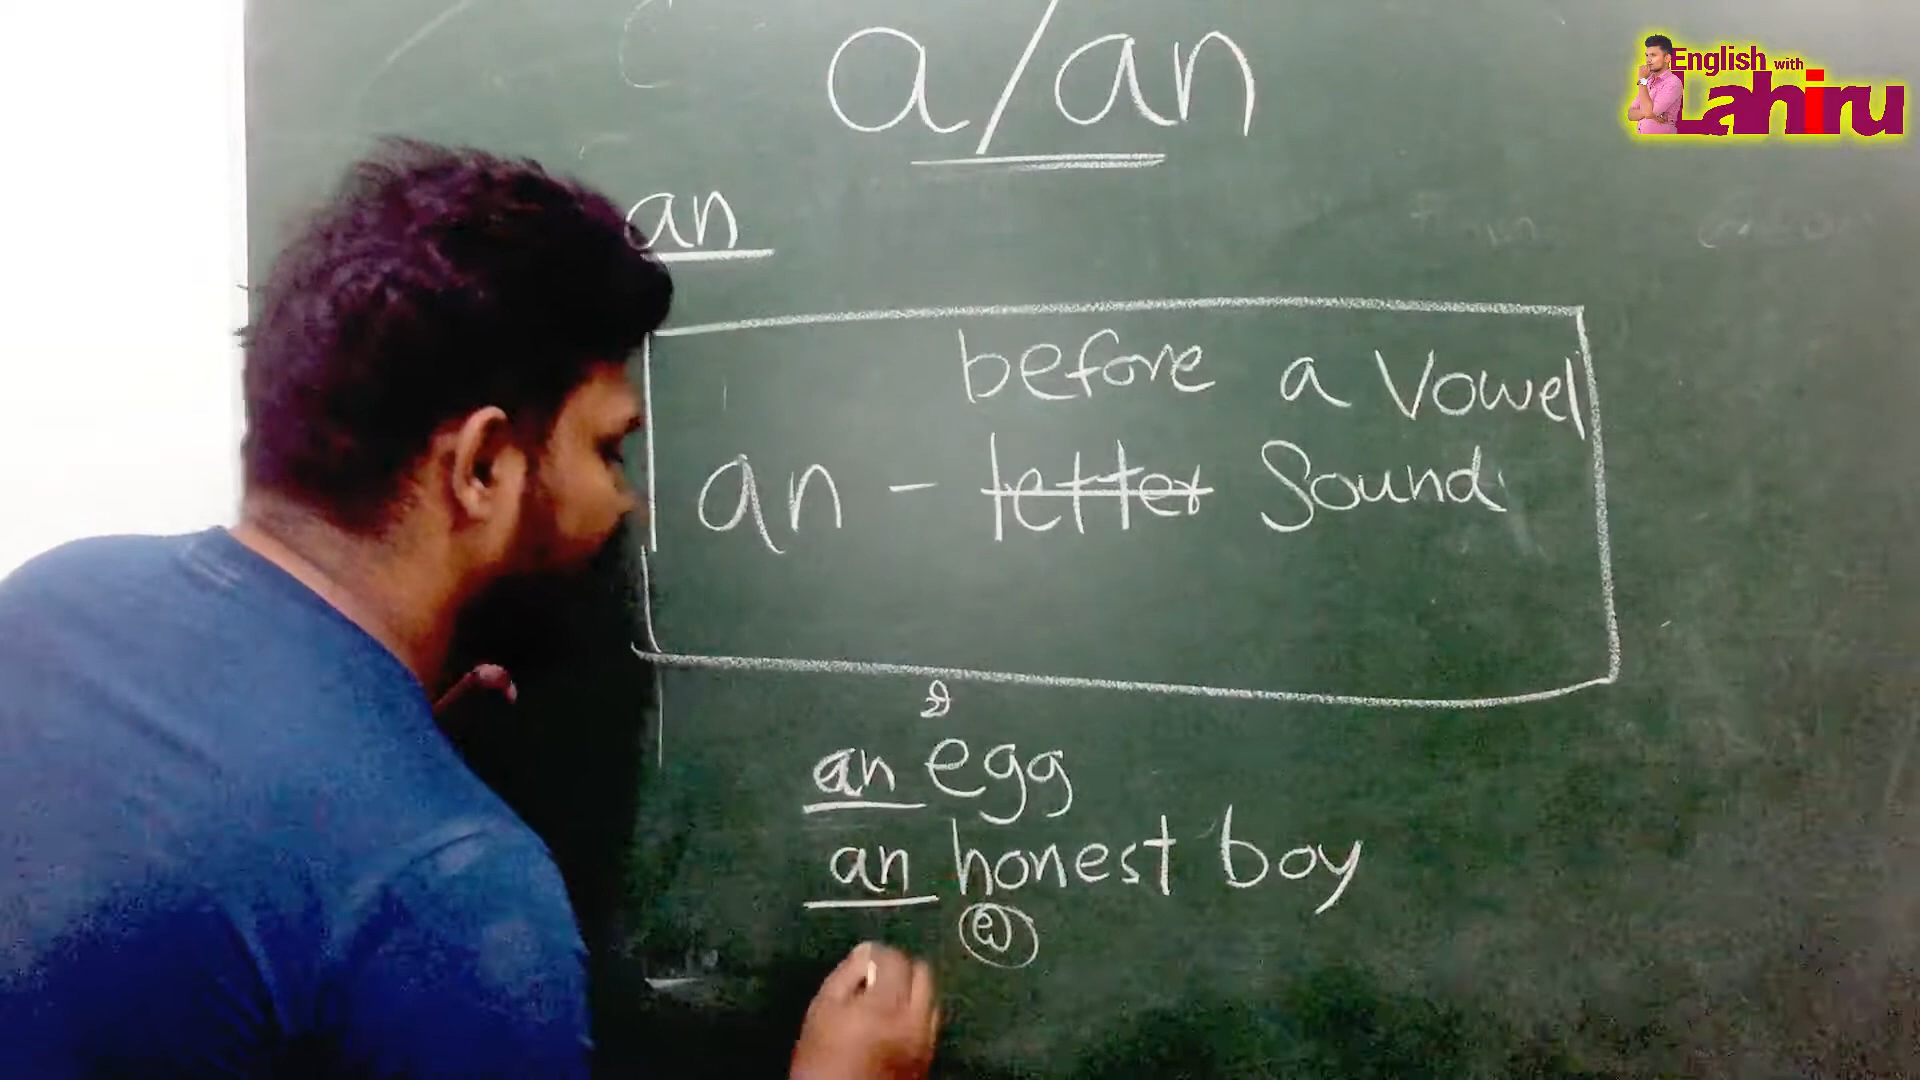 a/an
English with
Lahiru
an
before a vowel
an - letter Sound
එ
an egg
an honest boy
ඔ